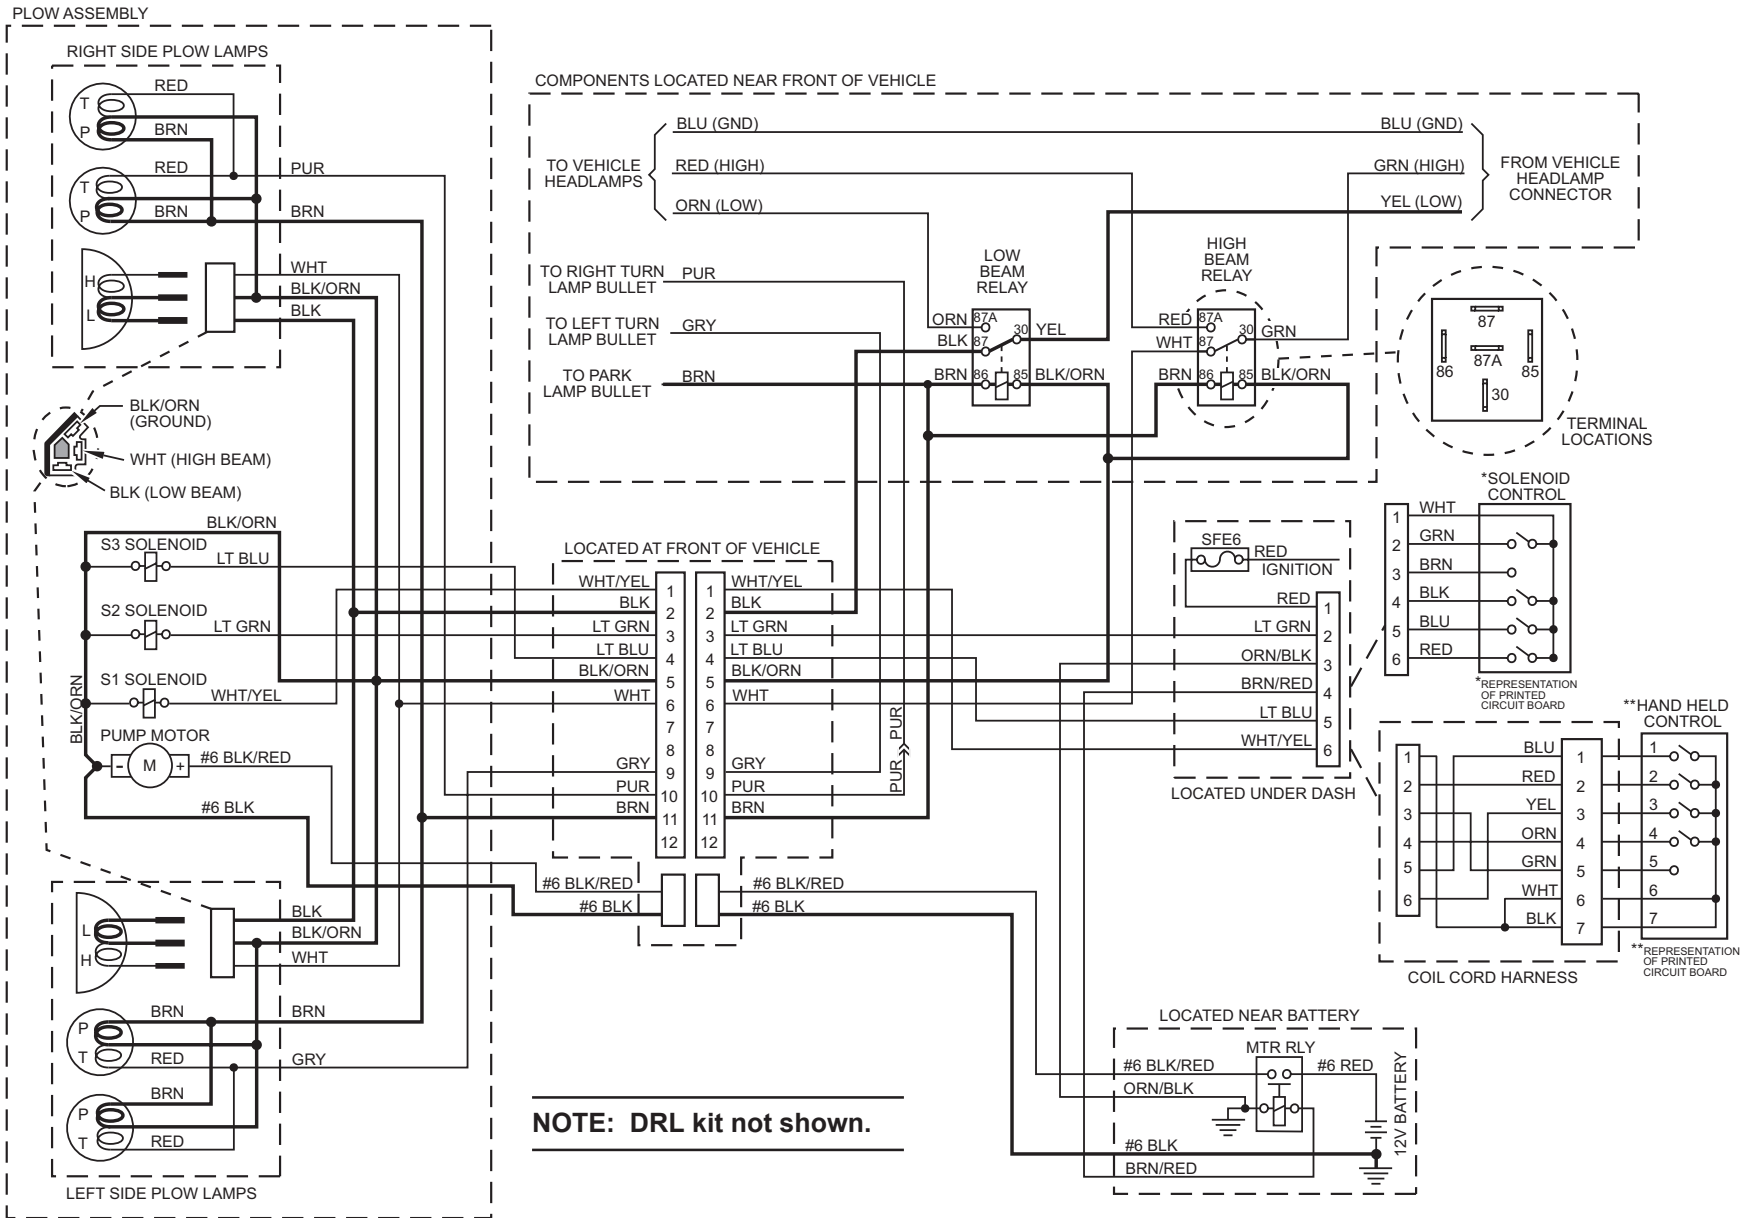 PLOW ASSEMBLY
RIGHT SIDE PLOW LAMPS
RED
T
P
BRN
RED
T
P
BRN
PUR
BRN
H
L
WHT
BLK/ORN
BLK
BLK/ORN
(GROUND)
WHT (HIGH BEAM)
BLK (LOW BEAM)
BLK/ORN
S3 SOLENOID
LT BLU
S2 SOLENOID
LT GRN
S1 SOLENOID
WHT/YEL
BLK/ORN
PUMP MOTOR
- M +
#6 BLK/RED
#6 BLK
L
H
BLK
BLK/ORN
WHT
BRN
P
T
RED
BRN
GRY
BRN
P
T
RED
LEFT SIDE PLOW LAMPS
COMPONENTS LOCATED NEAR FRONT OF VEHICLE
TO VEHICLE
HEADLAMPS
BLU (GND)
RED (HIGH)
ORN (LOW)
BLU (GND)
GRN (HIGH)
YEL (LOW)
FROM VEHICLE
HEADLAMP
CONNECTOR
TO RIGHT TURN
LAMP BULLET
PUR
TO LEFT TURN
LAMP BULLET
GRY
TO PARK
LAMP BULLET
BRN
LOW
BEAM
RELAY
ORN 87A
BLK 87
30 YEL
BRN 86
85 BLK/ORN
HIGH
BEAM
RELAY
RED 87A
WHT 87
30 GRN
BRN 86
85 BLK/ORN
87
87A
86
85
30
TERMINAL
LOCATIONS
LOCATED AT FRONT OF VEHICLE
WHT/YEL 1 1 WHT/YEL
BLK 2 2 BLK
LT GRN 3 3 LT GRN
LT BLU 4 4 LT BLU
BLK/ORN 5 5 BLK/ORN
WHT 6 6 WHT
7 7
8 8
GRY 9 9 GRY
PUR 10 10 PUR
BRN 11 11 BRN
12 12
PUR
PUR
#6 BLK/RED
#6 BLK
#6 BLK/RED
#6 BLK
SFE6
RED
IGNITION
RED 1
LT GRN 2
ORN/BLK 3
BRN/RED 4
LT BLU 5
WHT/YEL 6
LOCATED UNDER DASH
*SOLENOID
CONTROL
1 WHT
2 GRN
3 BRN
4 BLK
5 BLU
6 RED
*REPRESENTATION
OF PRINTED
CIRCUIT BOARD
**HAND HELD
CONTROL
1
2
3
4
5
6
BLU 1
RED 2
YEL 3
ORN 4
GRN 5
WHT 6
BLK 7
1
2
3
4
5
6
7
**REPRESENTATION
OF PRINTED
CIRCUIT BOARD
COIL CORD HARNESS
LOCATED NEAR BATTERY
MTR RLY
#6 BLK/RED
#6 RED
ORN/BLK
#6 BLK
BRN/RED
12V BATTERY
NOTE: DRL kit not shown.